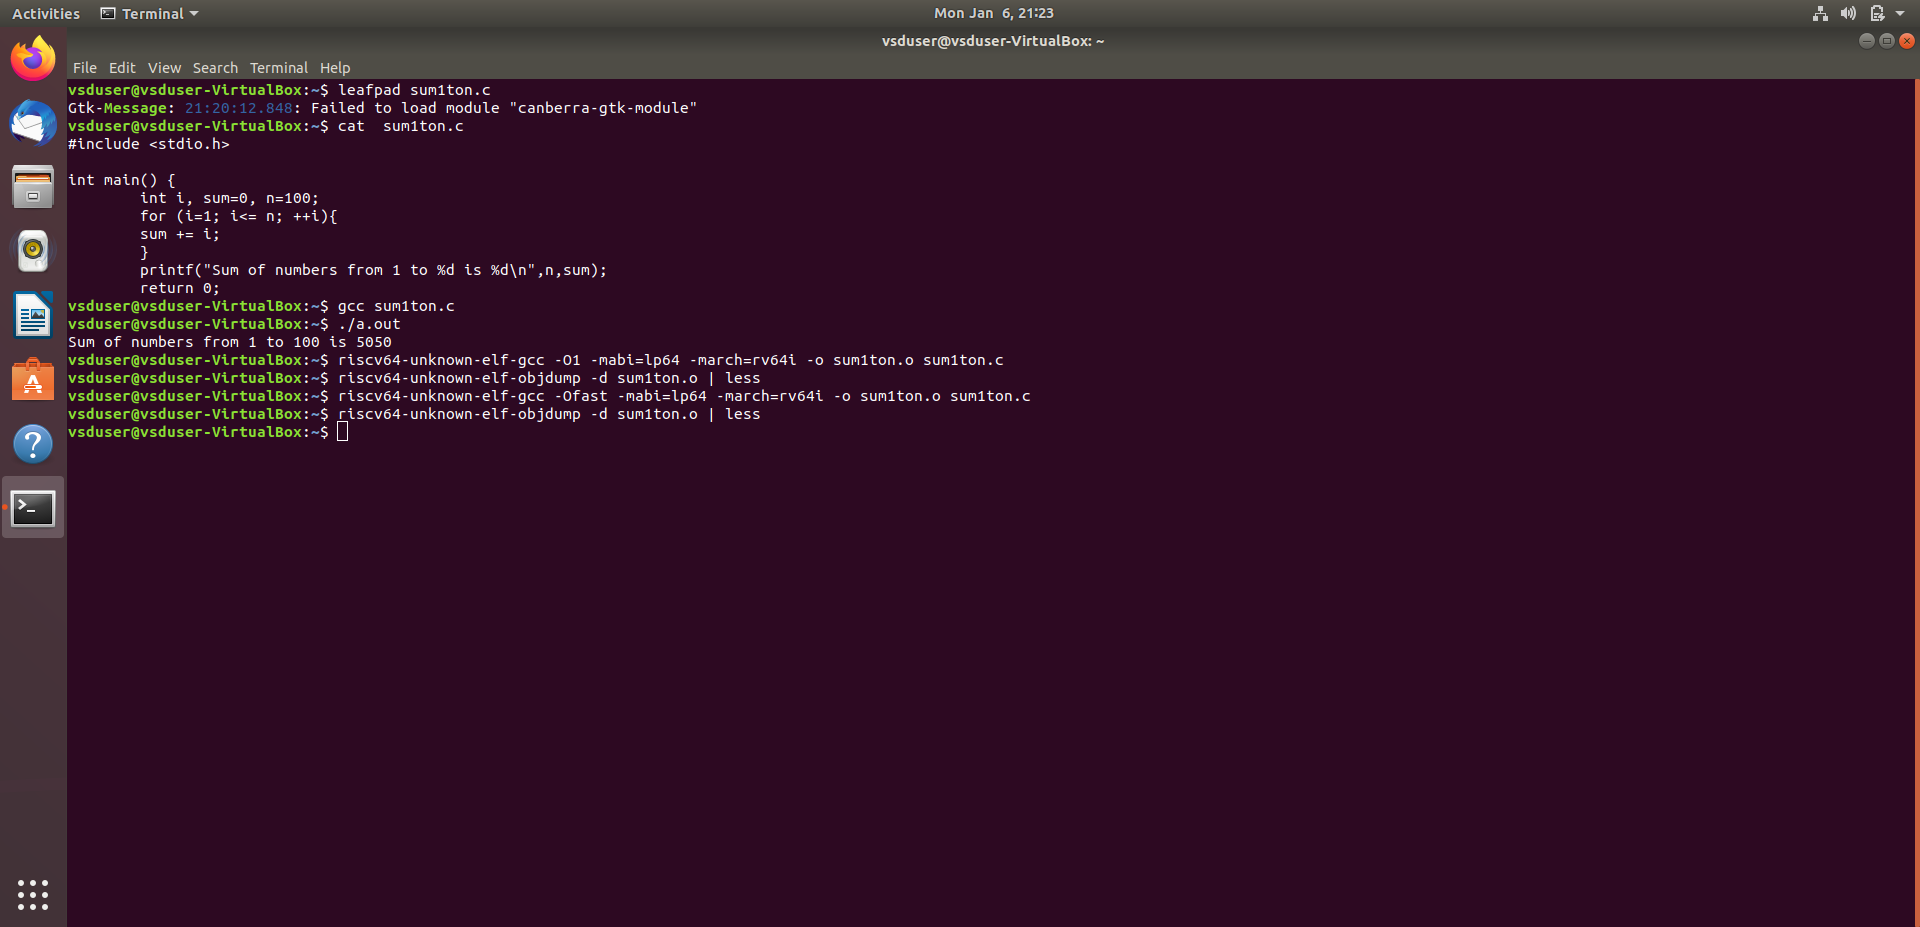 Activities Terminal Mon Jan 6, 21:23
vsduser@vsduser-VirtualBox: ~
File Edit View Search Terminal Help
vsduser@vsduser-VirtualBox:~$ leafpad sum1ton.c
Gtk-Message: 21:20:12.848: Failed to load module "canberra-gtk-module"
vsduser@vsduser-VirtualBox:~$ cat  sum1ton.c
#include <stdio.h>
int main() {
        int i, sum=0, n=100;
        for (i=1; i<= n; ++i){
        sum += i;
        }
        printf("Sum of numbers from 1 to %d is %d\n",n,sum);
        return 0;
vsduser@vsduser-VirtualBox:~$ gcc sum1ton.c
vsduser@vsduser-VirtualBox:~$ ./a.out
Sum of numbers from 1 to 100 is 5050
vsduser@vsduser-VirtualBox:~$ riscv64-unknown-elf-gcc -O1 -mabi=lp64 -march=rv64i -o sum1ton.o sum1ton.c
vsduser@vsduser-VirtualBox:~$ riscv64-unknown-elf-objdump -d sum1ton.o | less
vsduser@vsduser-VirtualBox:~$ riscv64-unknown-elf-gcc -Ofast -mabi=lp64 -march=rv64i -o sum1ton.o sum1ton.c
vsduser@vsduser-VirtualBox:~$ riscv64-unknown-elf-objdump -d sum1ton.o | less
vsduser@vsduser-VirtualBox:~$